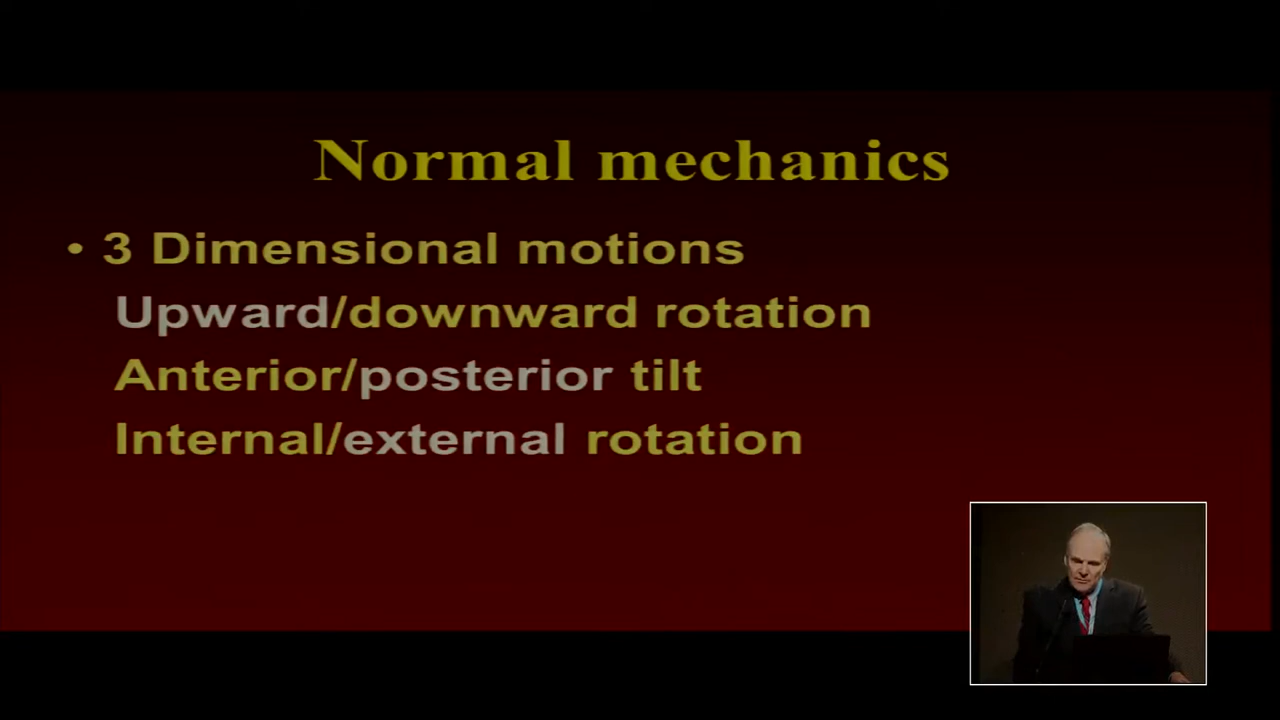 Normal mechanics
• 3 Dimensional motions
Upward/downward rotation
Anterior/posterior tilt
Internal/external rotation